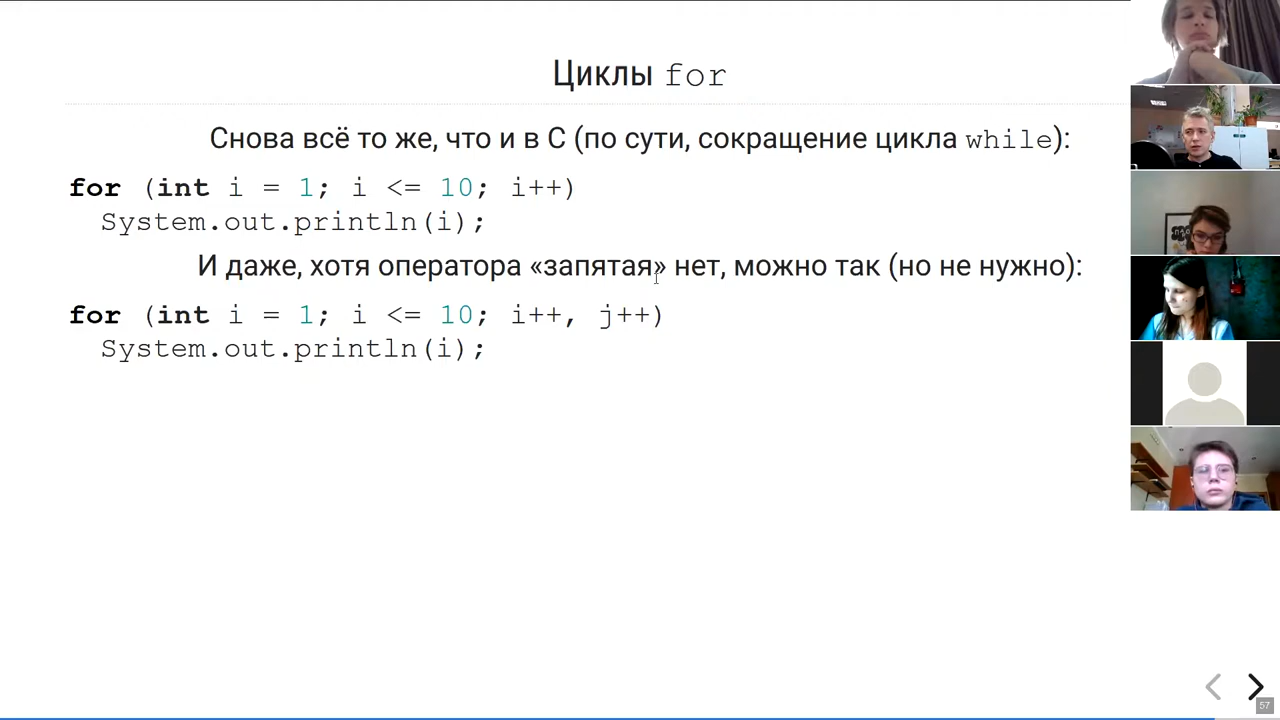 Циклы for
Снова всё то же, что и в C (по сути, сокращение цикла while):
for (int i = 1; i <= 10; i++)
System.out.println(i);
И даже, хотя оператора «запятая» нет, можно так (но не нужно):
for (int i = 1; i <= 10; i++, j++)
System.out.println(i);
57